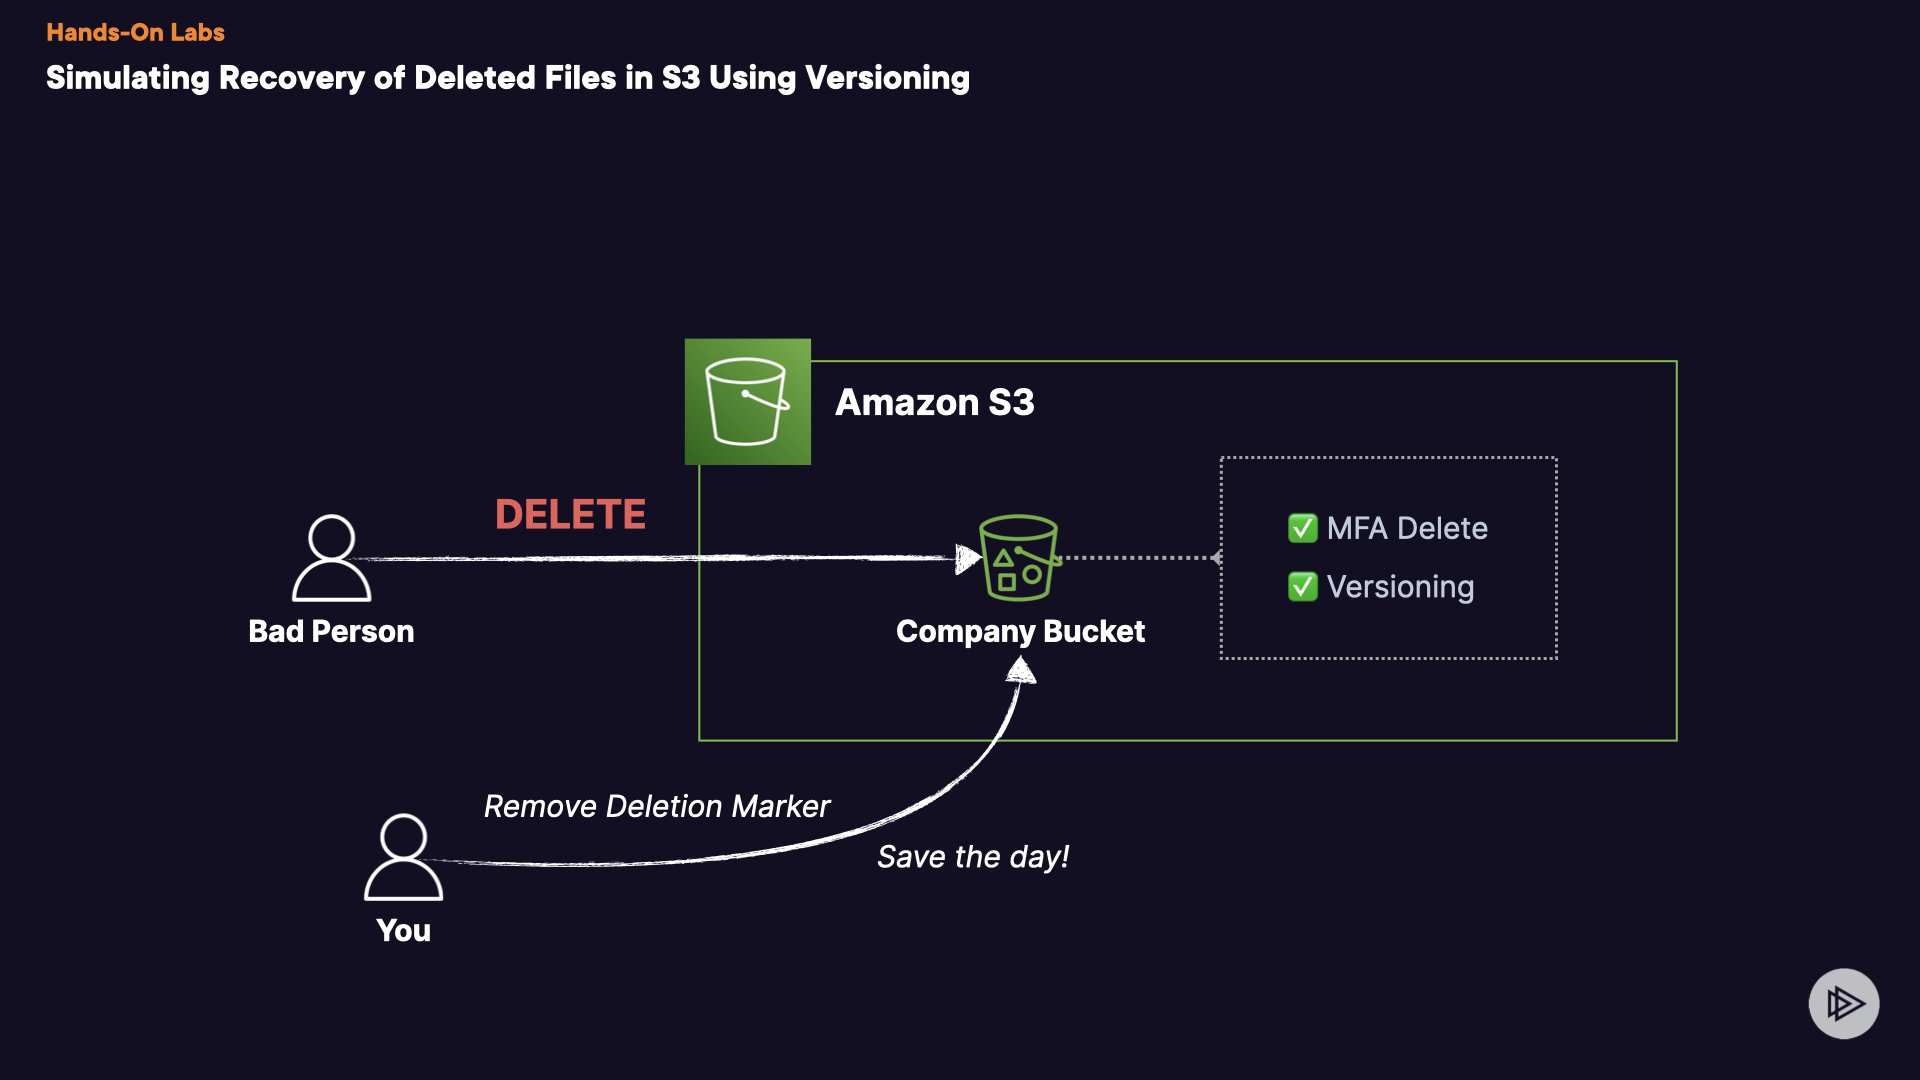 Hands-On Labs
Simulating Recovery of Deleted Files in S3 Using Versioning
Amazon S3
DELETE
✅ MFA Delete
✅ Versioning
Bad Person
Company Bucket
Remove Deletion Marker
Save the day!
You